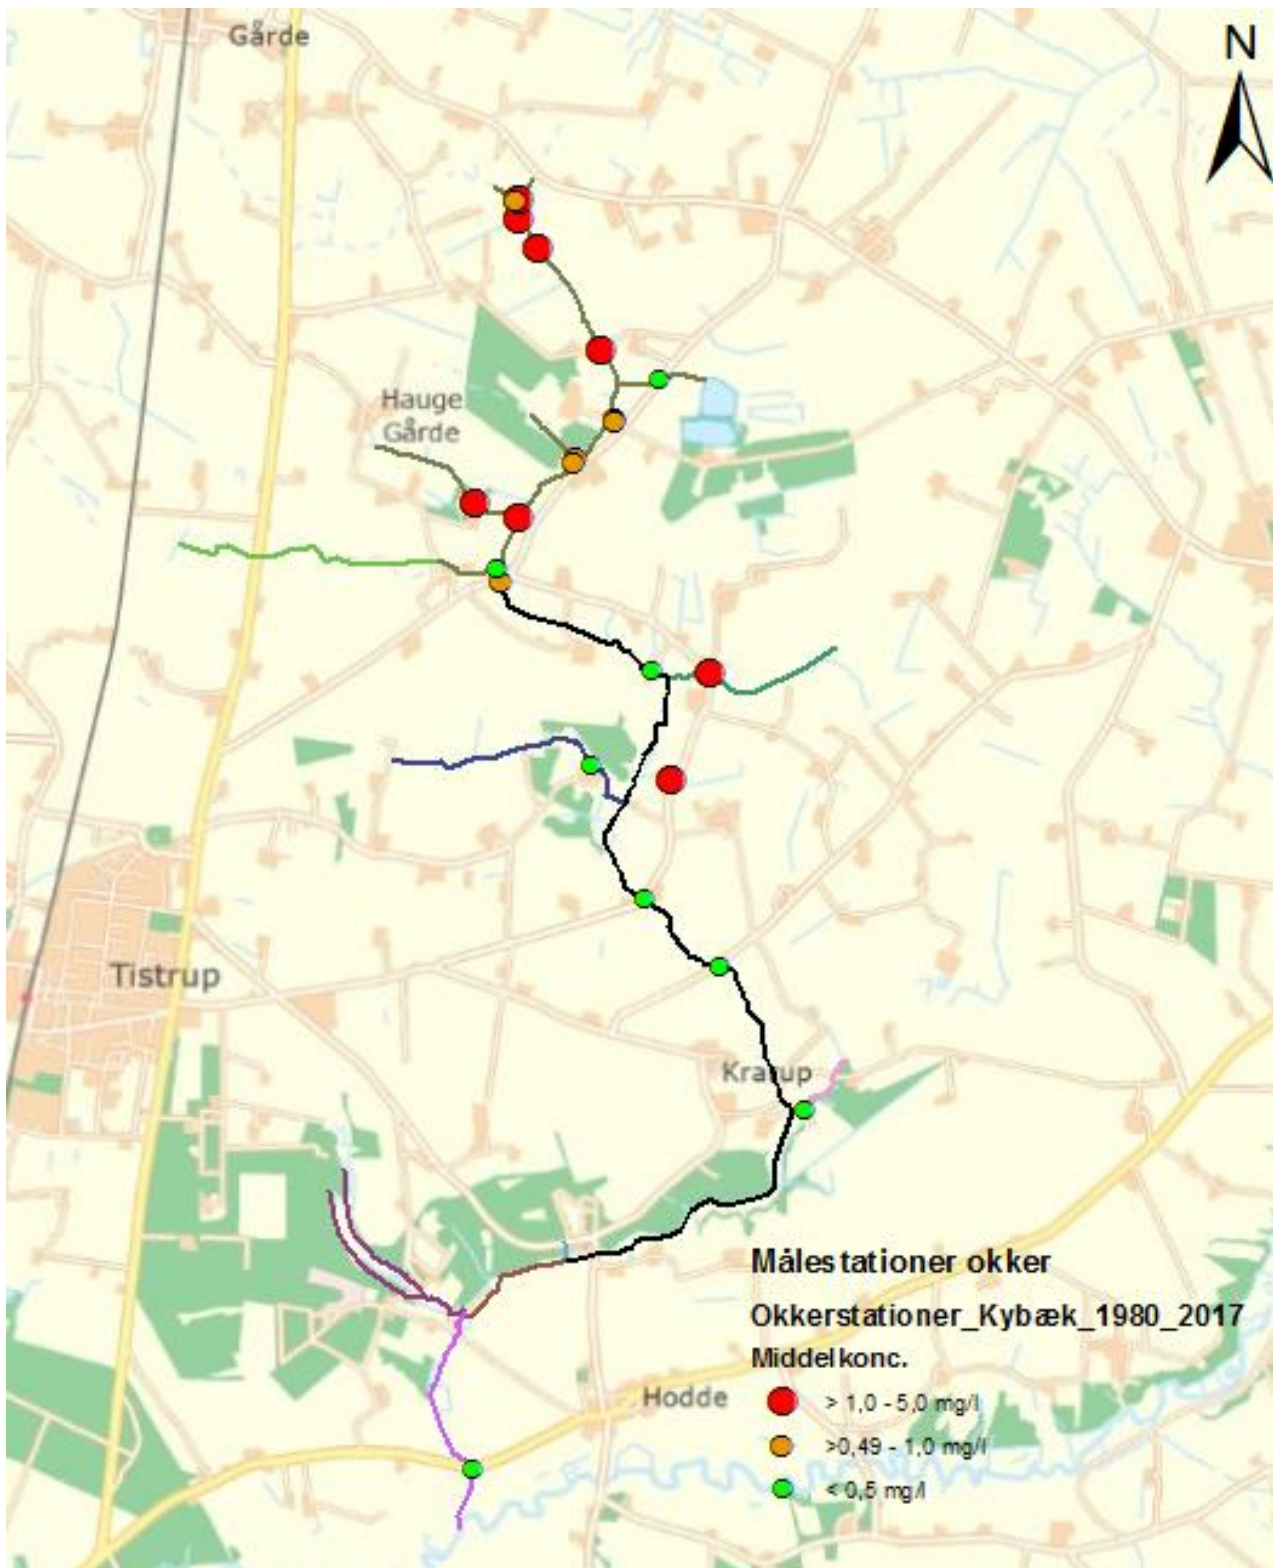 Gårde
N
Hauge
Gårde
Tistrup
Krarup
Målestationer okker
Okkerstationer_Kybæk_1980_2017
Middelkonc.
> 1,0 - 5,0 mg/l
>0,49 - 1,0 mg/l
< 0,5 mg/l
Hodde